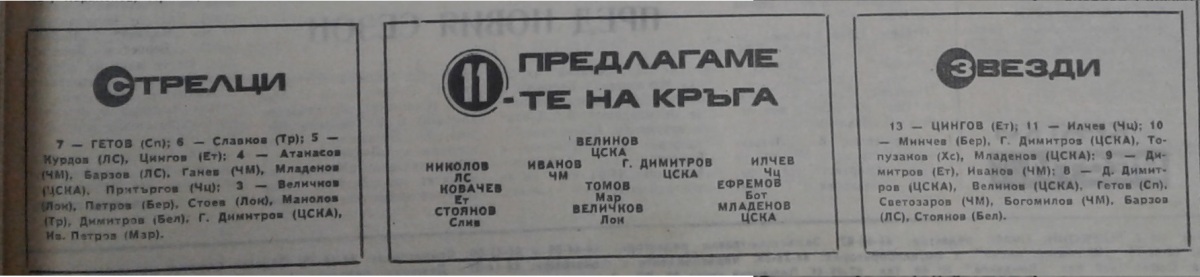 СТРЕЛЦИ
7 — ГЕТОВ (Сп); 6 — Славков (Тр); 5 —
Курдов (ЛС), Цингов (Ет); 4 — Атанасов
(ЧМ), Барзов (ЛС), Ганев (ЧМ), Младенов
(ЦСКА), Притъргов (Чц); 3 — Величков
(Лок), Петров (Бер), Стоев (Лок), Манолов
(Тр), Димитров (Бел), Г. Димитров (ЦСКА),
Ив. Петров (Мар).
ПРЕДЛАГАМЕ
11-ТЕ НА КРЪГА
ВЕЛИНОВ
ЦСКА
НИКОЛОВ ИВАНОВ Г. ДИМИТРОВ ИЛЧЕВ
ЛС ЧМ ЦСКА Чц
КОВАЧЕВ ТОМОВ ЕФРЕМОВ
Ет Мар Бот
СТОЯНОВ ВЕЛИЧКОВ МЛАДЕНОВ
Слив Лок ЦСКА
ЗВЕЗДИ
13 — ЦИНГОВ (Ет); 11 — Илчев (Чц); 10
— Минчев (Бер), Г. Димитров (ЦСКА), То-
пузаков (Хс), Младенов (ЦСКА); 9 — Ди-
митров (Ет), Иванов (ЧМ); 8 — Д. Димит-
ров (ЦСКА), Велинов (ЦСКА), Гетов (Сп),
Светозаров (ЧМ), Богомилов (ЧМ), Барзов
(ЛС), Стоянов (Бел).